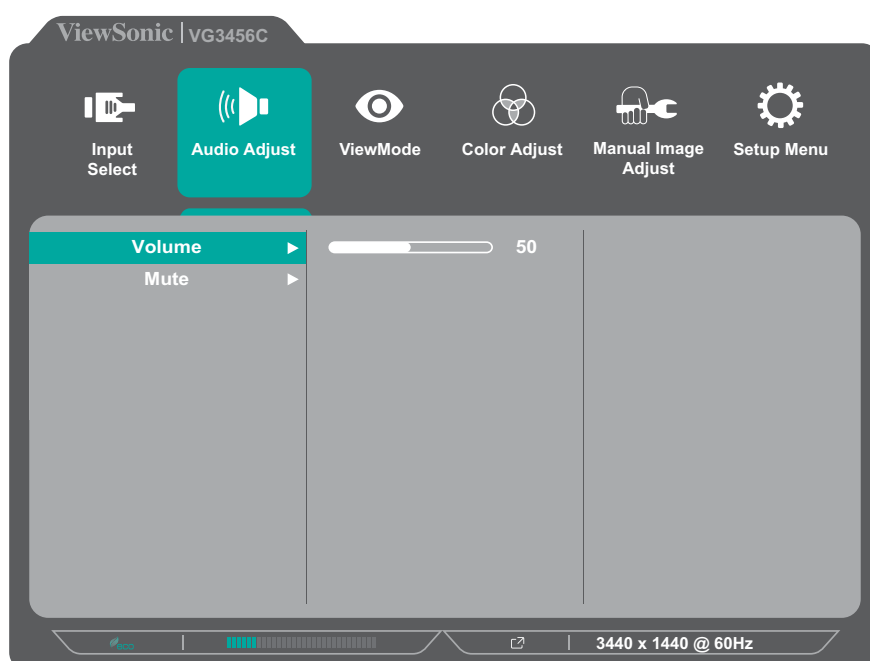 ViewSonic | VG3456C
Input
Select
Audio Adjust
ViewMode
Color Adjust
Manual Image
Adjust
Setup Menu
Volume
50
Mute
eco
3440 x 1440 @ 60Hz